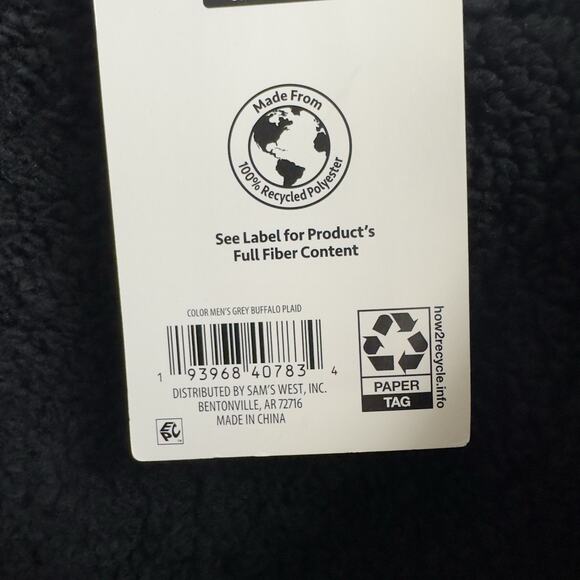 Made From
100% Recycled Polyester
See Label for Product's
Full Fiber Content
COLOR MEN'S GREY BUFFALO PLAID
1 93968 40783 4
DISTRIBUTED BY SAM'S WEST, INC.
BENTONVILLE, AR 72716
MADE IN CHINA
EPC
PAPER
TAG
how2recycle.info